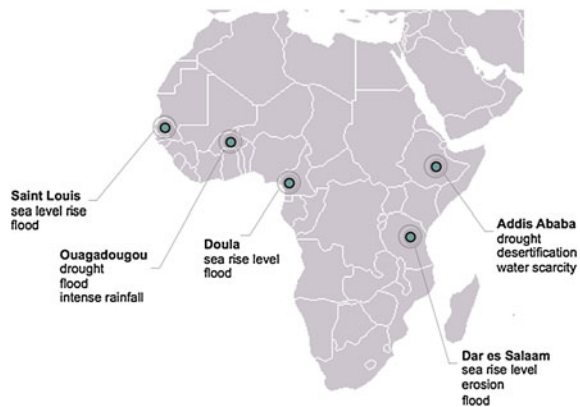 Saint Louis
sea level rise
flood
Ouagadougou
drought
flood
intense rainfall
Doula
sea rise level
flood
Addis Ababa
drought
desertification
water scarcity
Dar es Salaam
sea rise level
erosion
flood